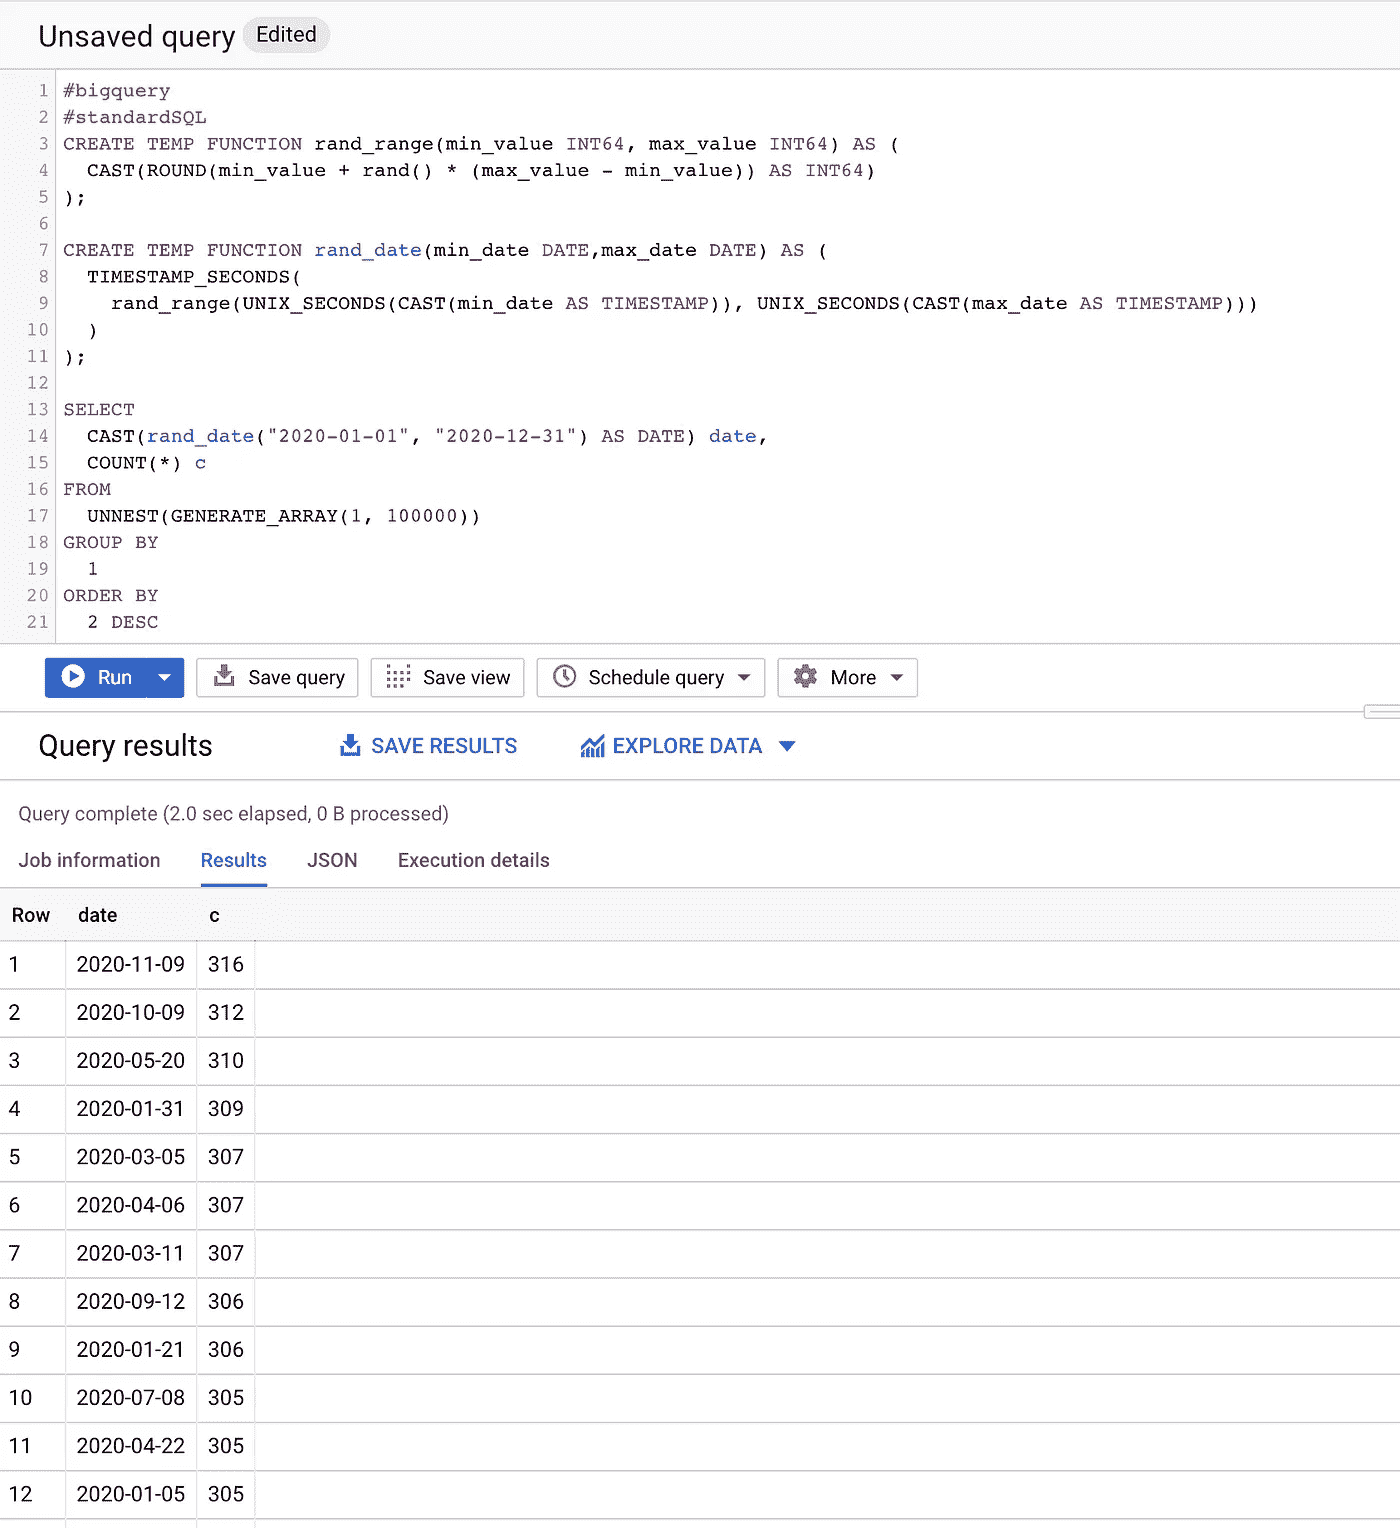 Unsaved query Edited
1 #bigquery
2 #standardSQL
3 CREATE TEMP FUNCTION rand_range(min_value INT64, max_value INT64) AS (
4   CAST(ROUND(min_value + rand() * (max_value - min_value)) AS INT64)
5 );
6
7 CREATE TEMP FUNCTION rand_date(min_date DATE,max_date DATE) AS (
8   TIMESTAMP_SECONDS(
9     rand_range(UNIX_SECONDS(CAST(min_date AS TIMESTAMP)), UNIX_SECONDS(CAST(max_date AS TIMESTAMP)))
10   )
11 );
12
13 SELECT
14   CAST(rand_date("2020-01-01", "2020-12-31") AS DATE) date,
15   COUNT(*) c
16 FROM
17   UNNEST(GENERATE_ARRAY(1, 100000))
18 GROUP BY
19   1
20 ORDER BY
21   2 DESC
Run Save query Save view Schedule query More
Query results SAVE RESULTS EXPLORE DATA
Query complete (2.0 sec elapsed, 0 B processed)
Job information Results JSON Execution details
Row date c
1 2020-11-09 316
2 2020-10-09 312
3 2020-05-20 310
4 2020-01-31 309
5 2020-03-05 307
6 2020-04-06 307
7 2020-03-11 307
8 2020-09-12 306
9 2020-01-21 306
10 2020-07-08 305
11 2020-04-22 305
12 2020-01-05 305